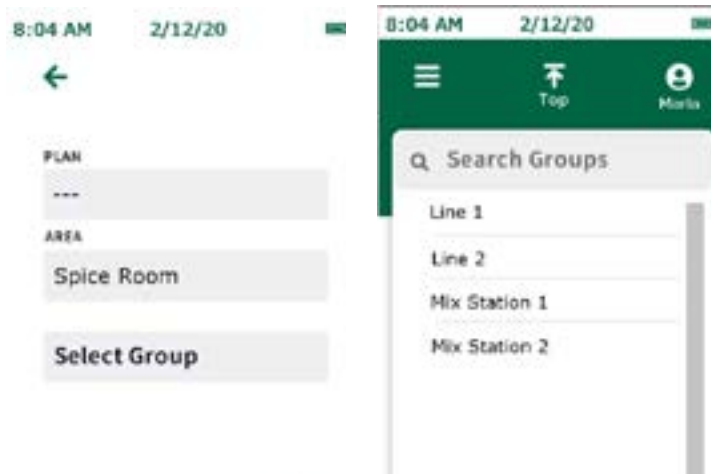 8:04 AM 2/12/20
PLAN
---
AREA
Spice Room
Select Group
8:04 AM 2/12/20
Top
Maria
Search Groups
Line 1
Line 2
Mix Station 1
Mix Station 2